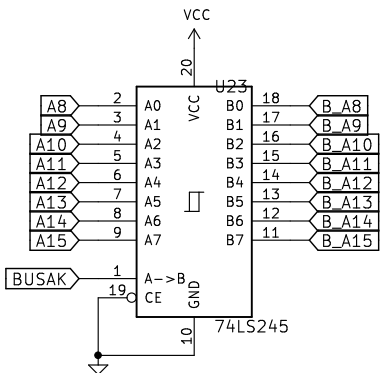 VCC
20
U23
VCC
A8 2 A0 B0 18 B_A8
A9 3 A1 B1 17 B_A9
A10 4 A2 B2 16 B_A10
A11 5 A3 B3 15 B_A11
A12 6 A4 B4 14 B_A12
A13 7 A5 B5 13 B_A13
A14 8 A6 B6 12 B_A14
A15 9 A7 B7 11 B_A15
BUSAK 1 A->B
19 CE
GND
10
74LS245